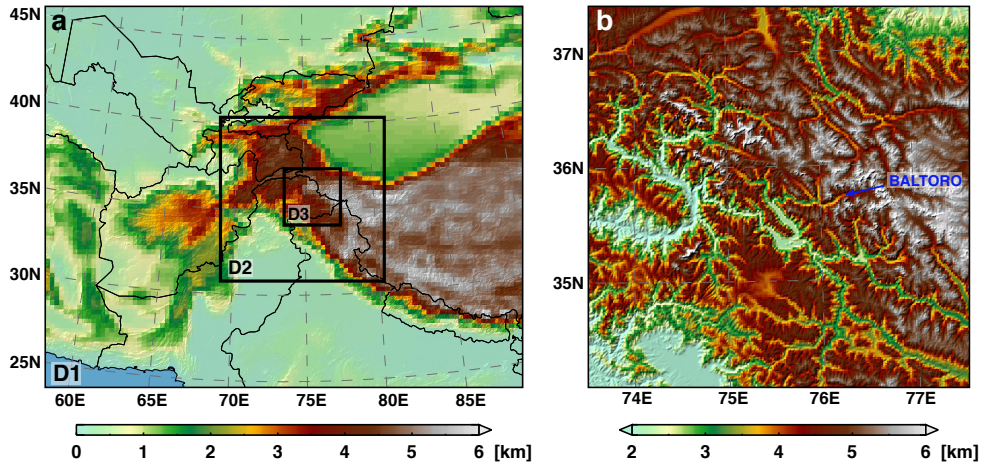 a
45N
40N
35N
30N
25N
D1
D2
D3
60E 65E 70E 75E 80E 85E
0 1 2 3 4 5 6 [km]
b
37N
36N
35N
BALTORO
74E 75E 76E 77E
2 3 4 5 6 [km]